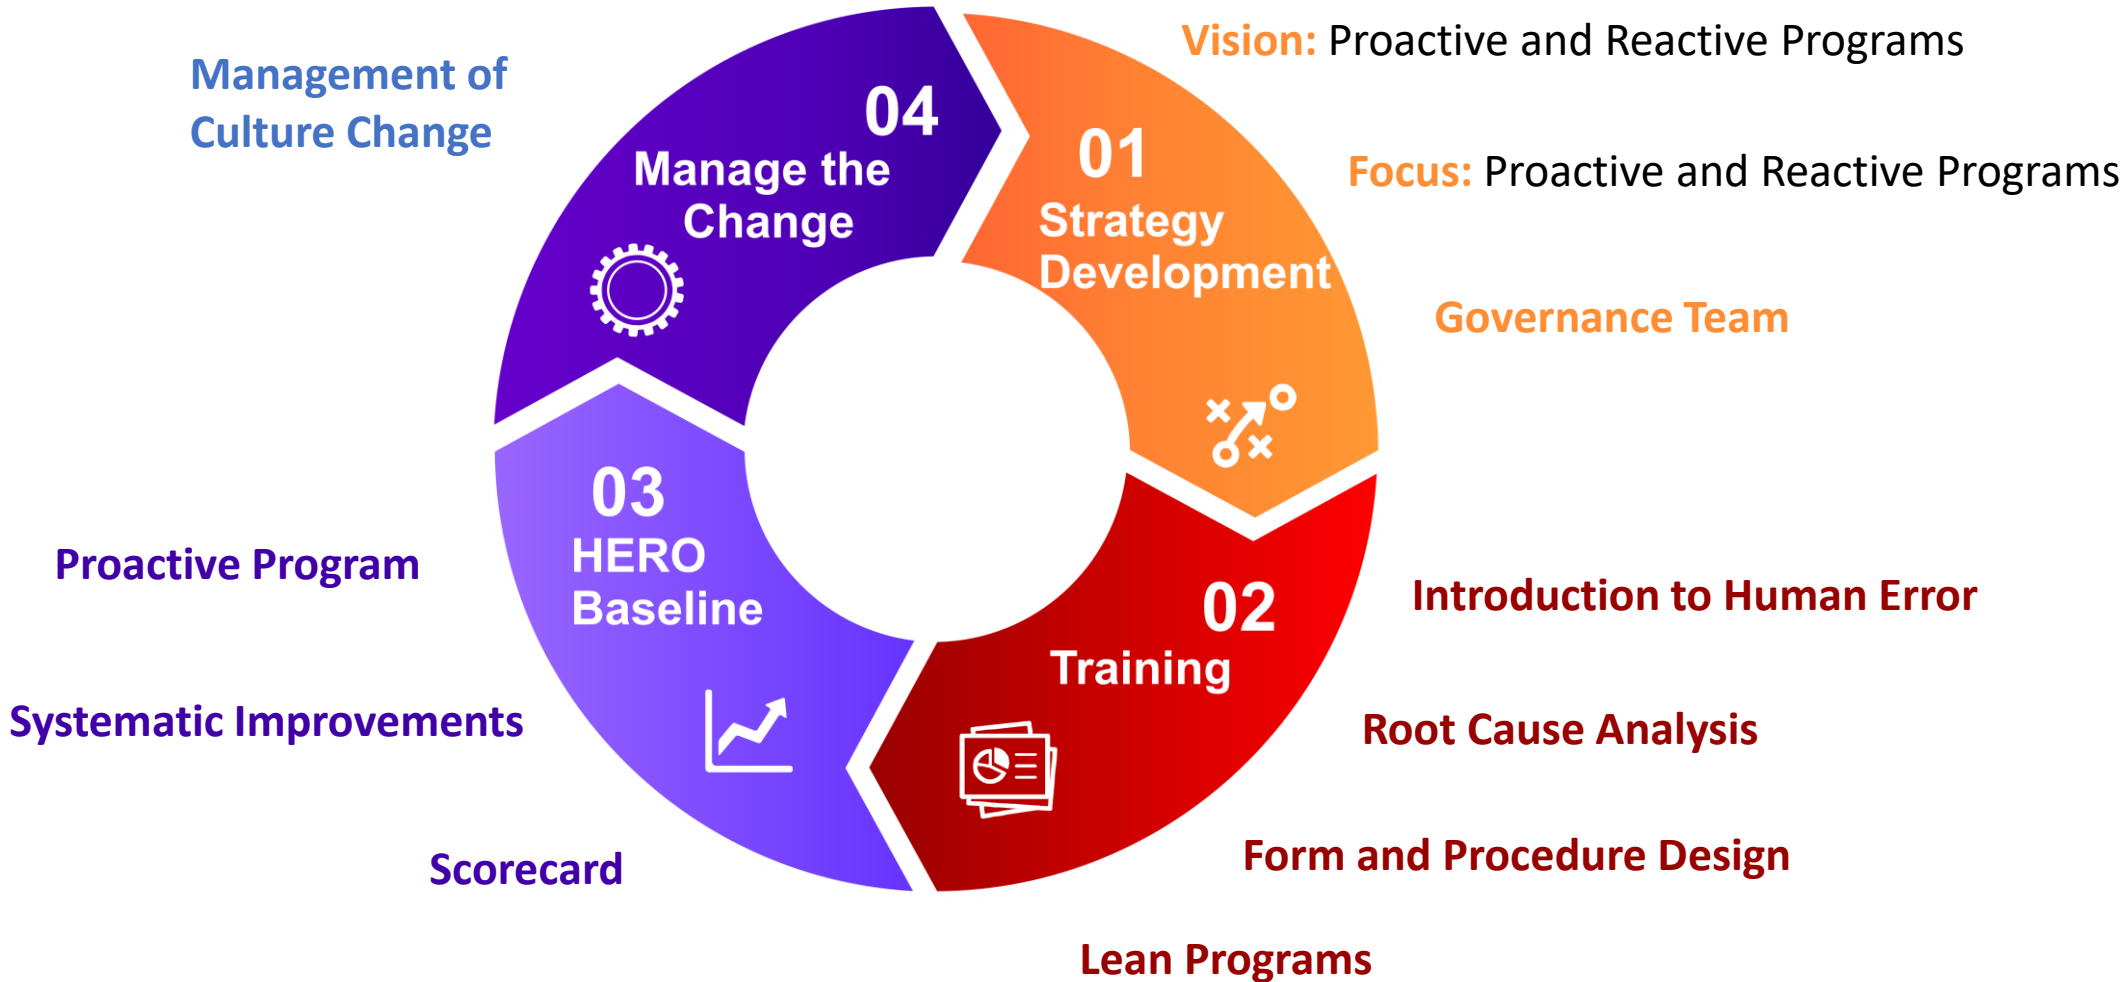 Vision: Proactive and Reactive Programs
Focus: Proactive and Reactive Programs
Governance Team
01
Strategy
Development
02
Training
Introduction to Human Error
Root Cause Analysis
Form and Procedure Design
Lean Programs
03
HERO
Baseline
Proactive Program
Systematic Improvements
Scorecard
04
Manage the
Change
Management of
Culture Change